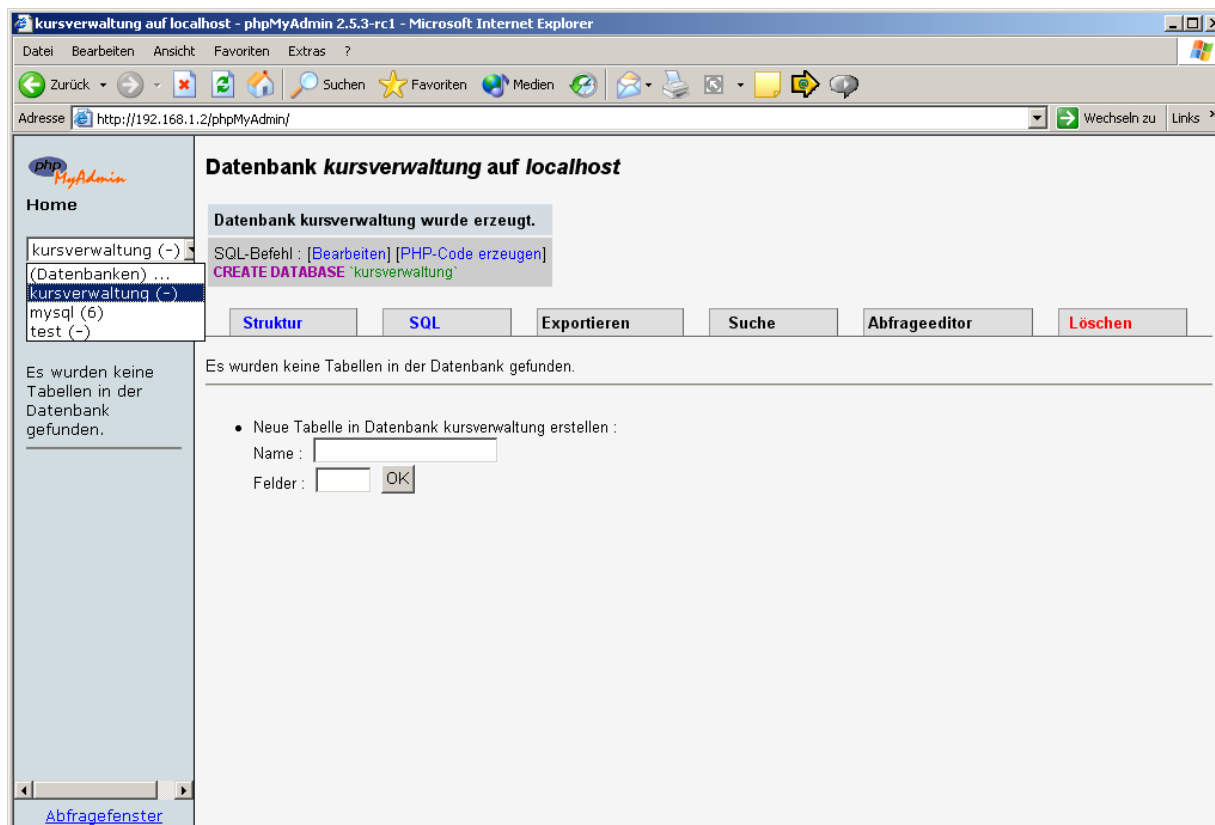 kursverwaltung auf localhost - phpMyAdmin 2.5.3-rc1 - Microsoft Internet Explorer
Datei Bearbeiten Ansicht Favoriten Extras ?
Zurück Suchen Favoriten Medien
Adresse http://192.168.1.2/phpMyAdmin/ Wechseln zu Links
php
MyAdmin
Home
kursverwaltung (-)
(Datenbanken) ...
kursverwaltung (-)
mysql (6)
test (-)
Es wurden keine
Tabellen in der
Datenbank
gefunden.
Abfragefenster
Datenbank kursverwaltung auf localhost
Datenbank kursverwaltung wurde erzeugt.
SQL-Befehl : [Bearbeiten] [PHP-Code erzeugen]
CREATE DATABASE `kursverwaltung`
Struktur SQL Exportieren Suche Abfrageeditor Löschen
Es wurden keine Tabellen in der Datenbank gefunden.
• Neue Tabelle in Datenbank kursverwaltung erstellen :
Name :
Felder : OK